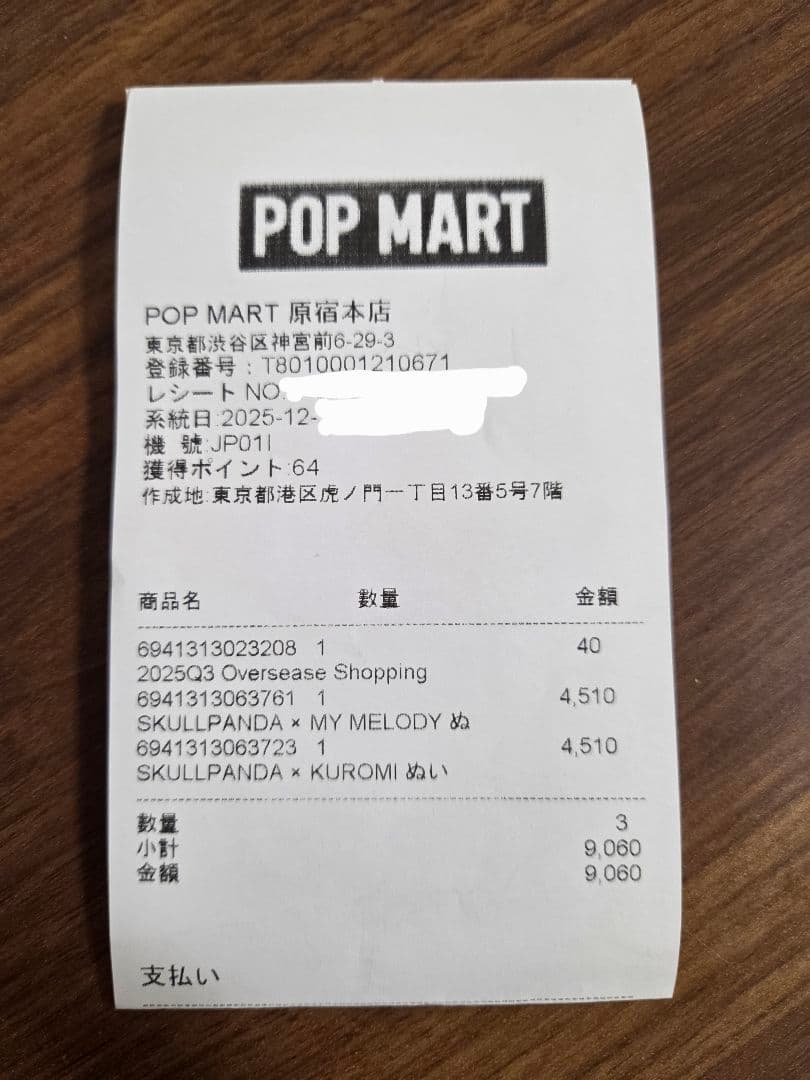 POP MART
POP MART 原宿本店
東京都渋谷区神宮前6-29-3
登録番号：T8010001210671
レシート NO.
系統日:2025-12-
機 號:JP01I
獲得ポイント:64
作成地:東京都港区虎ノ門一丁目13番5号7階
商品名 数量 金額
6941313023208 1 40
2025Q3 Oversease Shopping
6941313063761 1 4,510
SKULLPANDA × MY MELODY ぬ
6941313063723 1 4,510
SKULLPANDA × KUROMI ぬい
数量 3
小計 9,060
金額 9,060
支払い